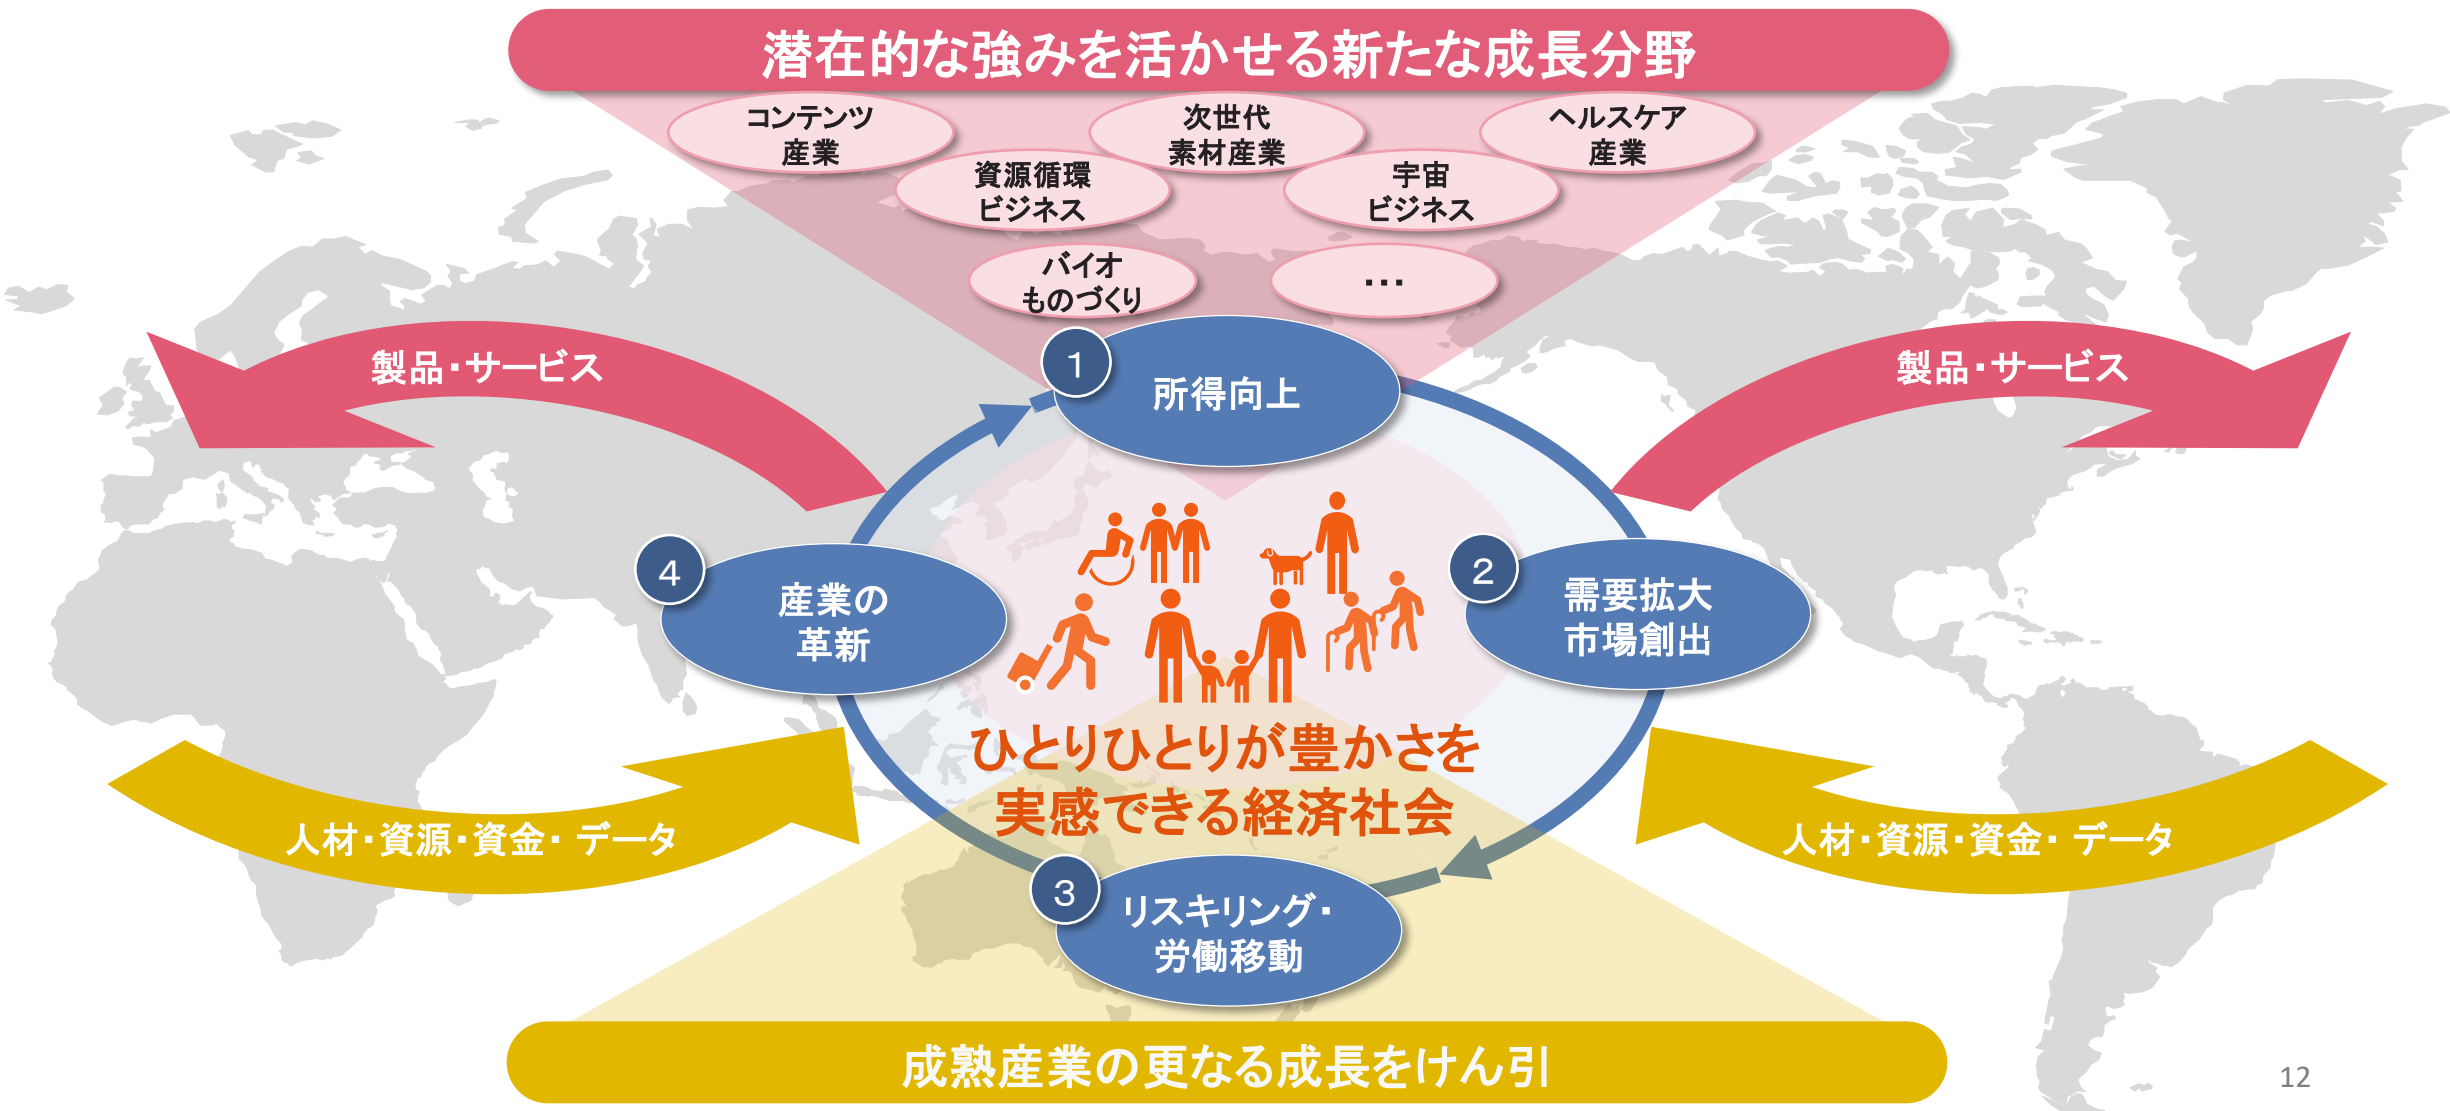 潜在的な強みを活かせる新たな成長分野
コンテンツ
産業
次世代
素材産業
ヘルスケア
産業
資源循環
ビジネス
宇宙
ビジネス
バイオ
ものづくり
･･･
製品･サービス
製品･サービス
1
所得向上
2
需要拡大
市場創出
3
リスキリング･
労働移動
4
産業の
革新
ひとりひとりが豊かさを
実感できる経済社会
人材･資源･資金･ データ
人材･資源･資金･ データ
成熟産業の更なる成長をけん引
12